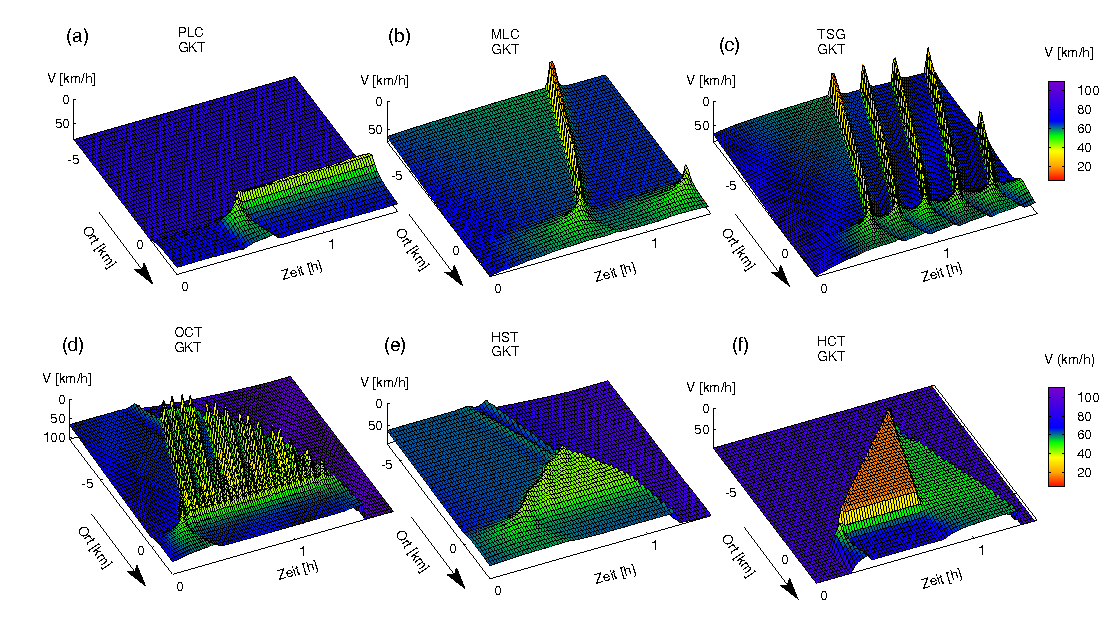 (a)
PLC
GKT
V [km/h]
0
50
-5
0
Ort [km]
0
1
Zeit [h]
(b)
MLC
GKT
V [km/h]
0
50
-5
0
Ort [km]
0
1
Zeit [h]
(c)
TSG
GKT
V [km/h]
0
50
-5
0
Ort [km]
0
1
Zeit [h]
V [km/h]
100
80
60
40
20
(d)
OCT
GKT
V [km/h]
0
50
100
-5
0
Ort [km]
0
1
Zeit [h]
(e)
HST
GKT
V [km/h]
0
50
-5
0
Ort [km]
0
1
Zeit [h]
(f)
HCT
GKT
V [km/h]
0
50
-5
0
Ort [km]
0
1
Zeit [h]
V (km/h)
100
80
60
40
20